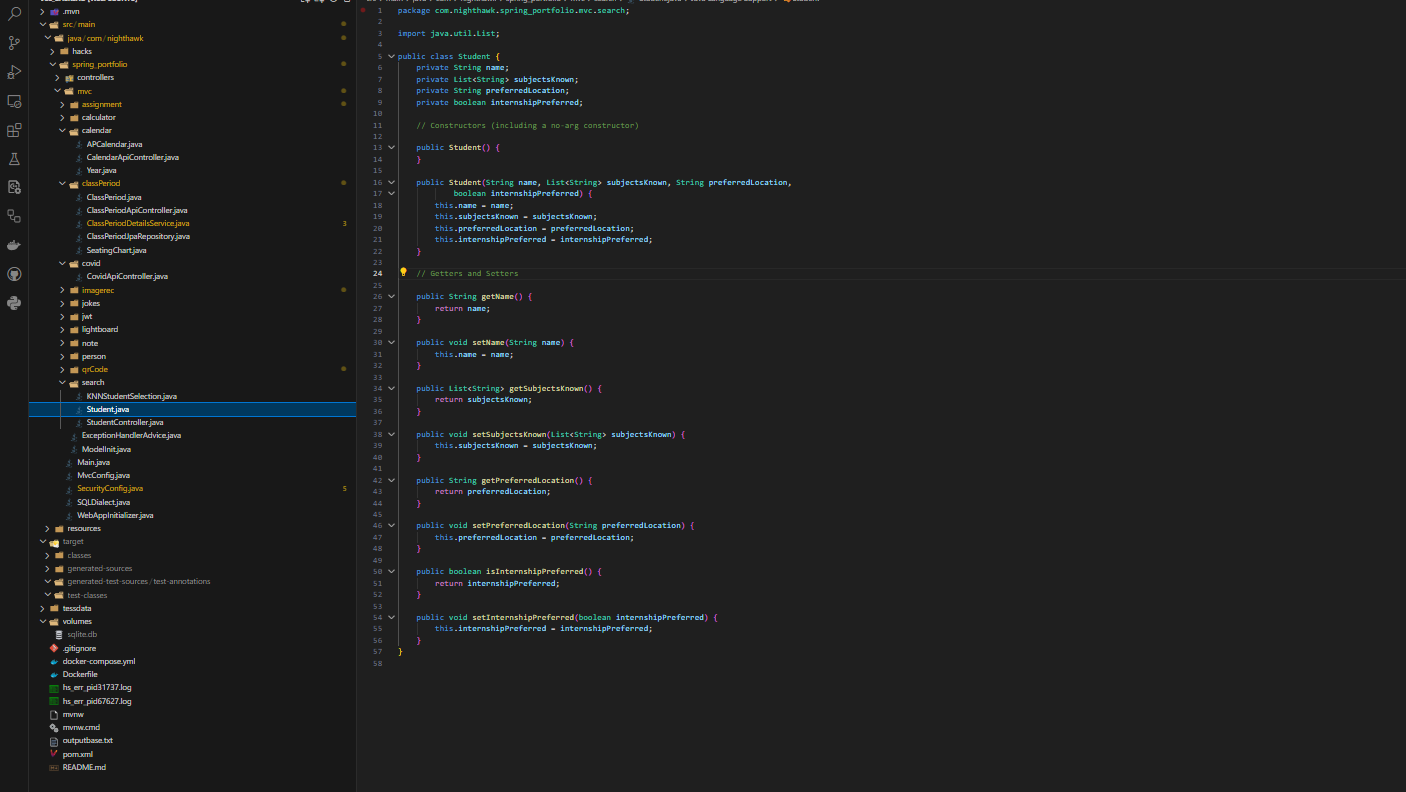 .mvn
src / main
java / com / nighthawk
hacks
spring_portfolio
controllers
mvc
assignment
calculator
calendar
APCalendar.java
CalendarApiController.java
Year.java
classPeriod
ClassPeriod.java
ClassPeriodApiController.java
ClassPeriodDetailsService.java 3
ClassPeriodJpaRepository.java
SeatingChart.java
covid
CovidApiController.java
imagerec
jokes
jwt
lightboard
note
person
qrCode
search
KNNStudentSelection.java
Student.java
StudentController.java
ExceptionHandlerAdvice.java
ModelInit.java
Main.java
MvcConfig.java
SecurityConfig.java 5
SQLDialect.java
WebAppInitializer.java
resources
target
classes
generated-sources
generated-test-sources / test-annotations
test-classes
tessdata
volumes
sqlite.db
.gitignore
docker-compose.yml
Dockerfile
hs_err_pid31737.log
hs_err_pid67627.log
mvnw
mvnw.cmd
outputbase.txt
pom.xml
README.md
1 package com.nighthawk.spring_portfolio.mvc.search;
2
3 import java.util.List;
4
5 public class Student {
6 private String name;
7 private List<String> subjectsKnown;
8 private String preferredLocation;
9 private boolean internshipPreferred;
10
11 // Constructors (including a no-arg constructor)
12
13 public Student() {
14 }
15
16 public Student(String name, List<String> subjectsKnown, String preferredLocation,
17 boolean internshipPreferred) {
18 this.name = name;
19 this.subjectsKnown = subjectsKnown;
20 this.preferredLocation = preferredLocation;
21 this.internshipPreferred = internshipPreferred;
22 }
23
24 // Getters and Setters
25
26 public String getName() {
27 return name;
28 }
29
30 public void setName(String name) {
31 this.name = name;
32 }
33
34 public List<String> getSubjectsKnown() {
35 return subjectsKnown;
36 }
37
38 public void setSubjectsKnown(List<String> subjectsKnown) {
39 this.subjectsKnown = subjectsKnown;
40 }
41
42 public String getPreferredLocation() {
43 return preferredLocation;
44 }
45
46 public void setPreferredLocation(String preferredLocation) {
47 this.preferredLocation = preferredLocation;
48 }
49
50 public boolean isInternshipPreferred() {
51 return internshipPreferred;
52 }
53
54 public void setInternshipPreferred(boolean internshipPreferred) {
55 this.internshipPreferred = internshipPreferred;
56 }
57 }
58